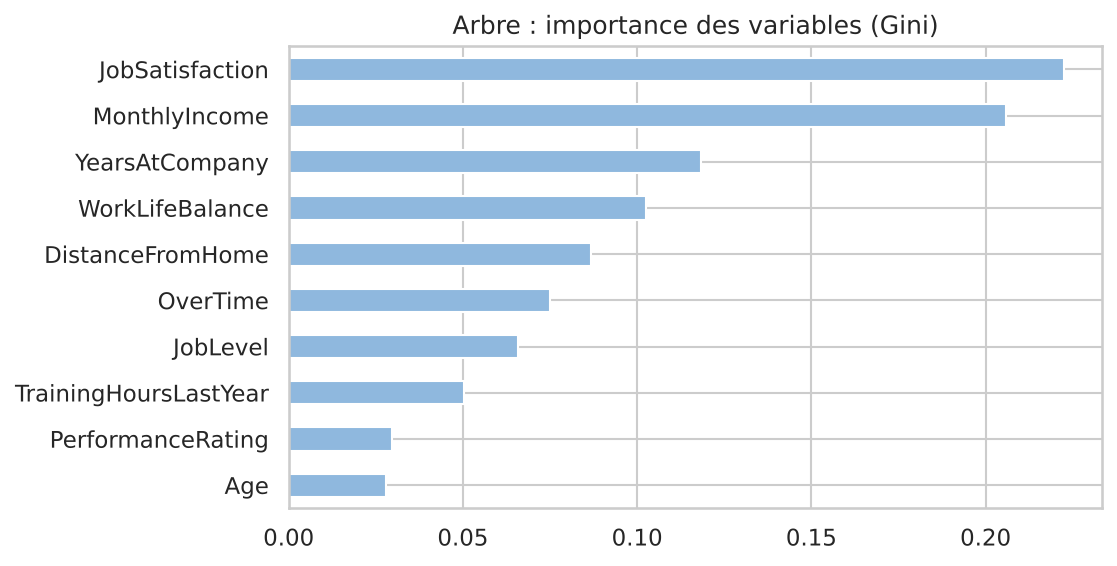 Arbre : importance des variables (Gini)
JobSatisfaction
MonthlyIncome
YearsAtCompany
WorkLifeBalance
DistanceFromHome
OverTime
JobLevel
TrainingHoursLastYear
PerformanceRating
Age
0.00 0.05 0.10 0.15 0.20